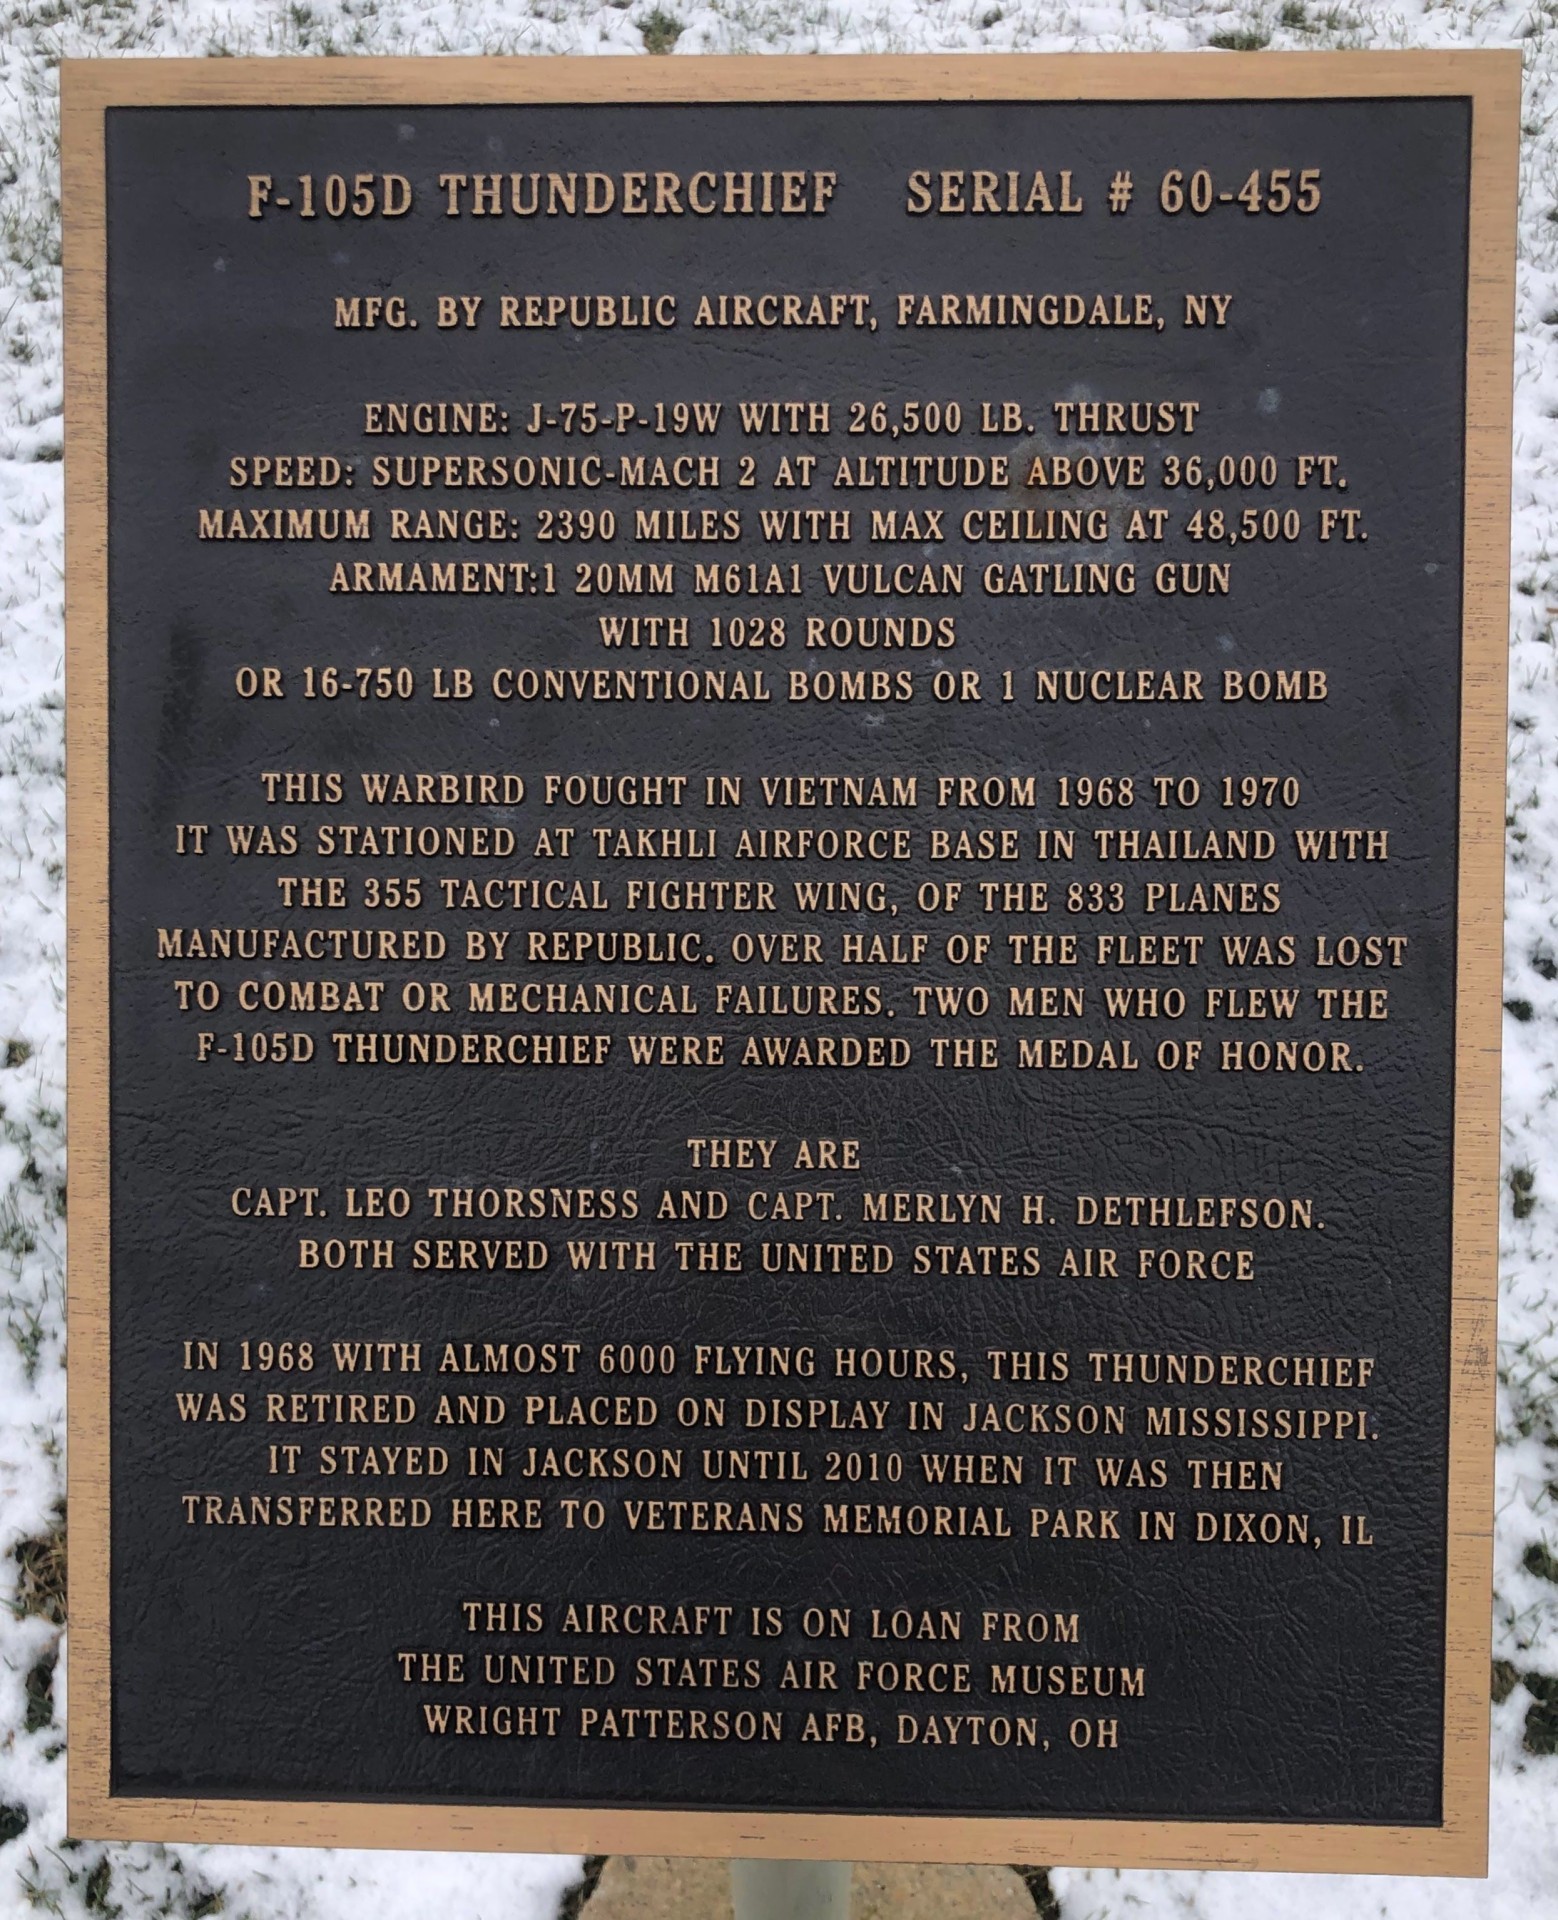 F-105D THUNDERCHIEF SERIAL # 60-455
MFG. BY REPUBLIC AIRCRAFT, FARMINGDALE, NY
ENGINE: J-75-P-19W WITH 26,500 LB. THRUST
SPEED: SUPERSONIC-MACH 2 AT ALTITUDE ABOVE 36,000 FT.
MAXIMUM RANGE: 2390 MILES WITH MAX CEILING AT 48,500 FT.
ARMAMENT:1 20MM M61A1 VULCAN GATLING GUN
WITH 1028 ROUNDS
OR 16-750 LB CONVENTIONAL BOMBS OR 1 NUCLEAR BOMB
THIS WARBIRD FOUGHT IN VIETNAM FROM 1968 TO 1970
IT WAS STATIONED AT TAKHLI AIRFORCE BASE IN THAILAND WITH
THE 355 TACTICAL FIGHTER WING, OF THE 833 PLANES
MANUFACTURED BY REPUBLIC. OVER HALF OF THE FLEET WAS LOST
TO COMBAT OR MECHANICAL FAILURES. TWO MEN WHO FLEW THE
F-105D THUNDERCHIEF WERE AWARDED THE MEDAL OF HONOR.
THEY ARE
CAPT. LEO THORSNESS AND CAPT. MERLYN H. DETHLEFSON.
BOTH SERVED WITH THE UNITED STATES AIR FORCE
IN 1968 WITH ALMOST 6000 FLYING HOURS, THIS THUNDERCHIEF
WAS RETIRED AND PLACED ON DISPLAY IN JACKSON MISSISSIPPI.
IT STAYED IN JACKSON UNTIL 2010 WHEN IT WAS THEN
TRANSFERRED HERE TO VETERANS MEMORIAL PARK IN DIXON, IL
THIS AIRCRAFT IS ON LOAN FROM
THE UNITED STATES AIR FORCE MUSEUM
WRIGHT PATTERSON AFB, DAYTON, OH